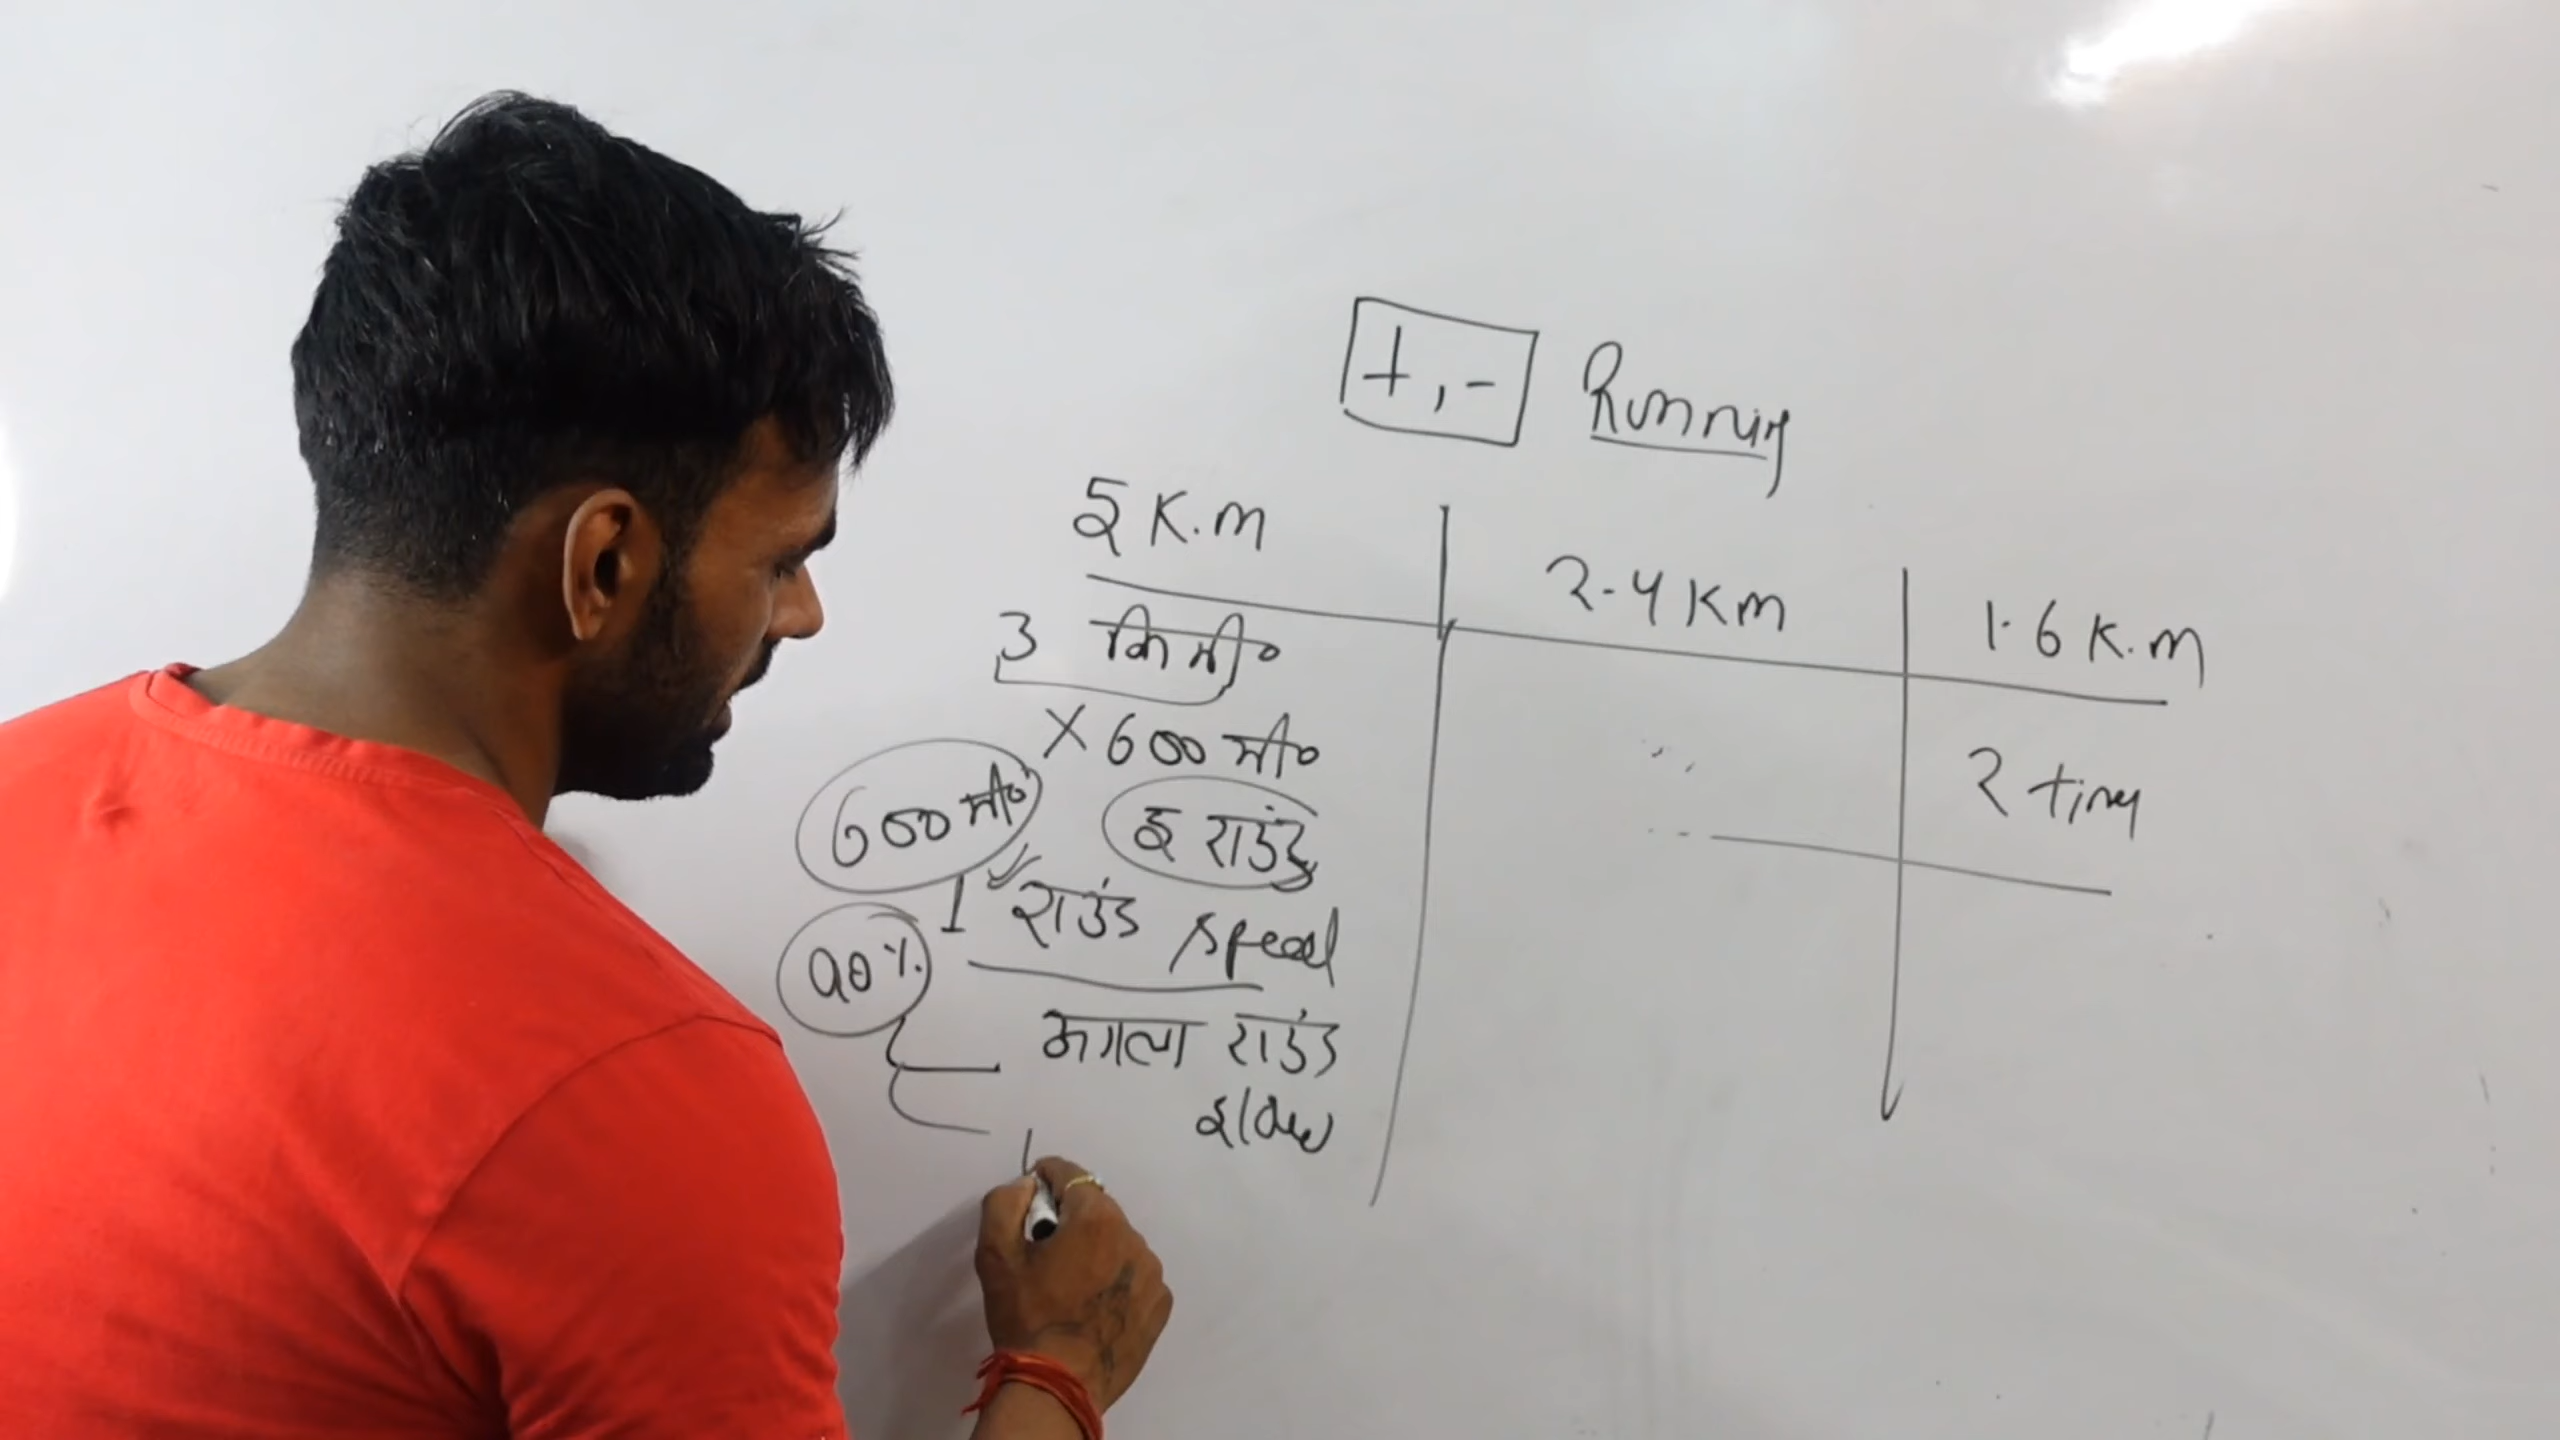 +,- Running
5 K.m
2.4 Km
1.6 K.m
3 कि मी०
X 600 मी०
600 मी०
5 राउंड
2 time
1 राउंड speed
90%
अगला राउंड
slow